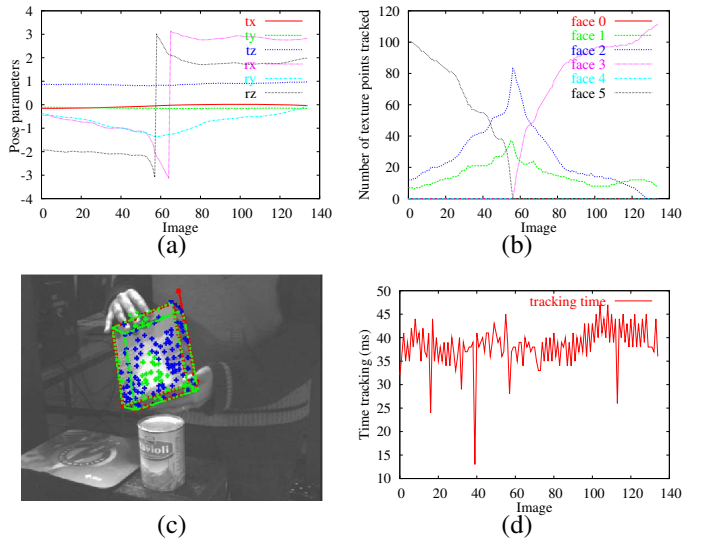 4
3
2
1
0
-1
-2
-3
-4
Pose parameters
tx
ty
tz
rx
ry
rz
0 20 40 60 80 100 120 140
Image
(a)
120
100
80
60
40
20
0
Number of texture points tracked
face 0
face 1
face 2
face 3
face 4
face 5
0 20 40 60 80 100 120 140
Image
(b)
violi
(c)
50
45
40
35
30
25
20
15
10
Time tracking (ms)
tracking time
0 20 40 60 80 100 120 140
Image
(d)